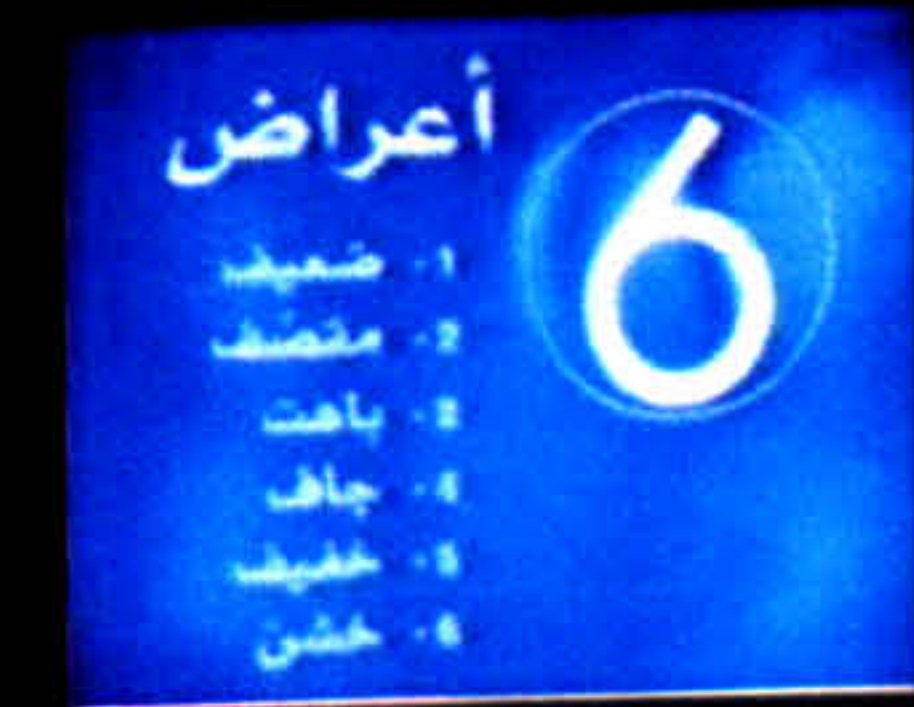 6 أعراض
1- ضعيف
2- متقصف
3- باهت
4- جاف
5- خفيف
6- خشن